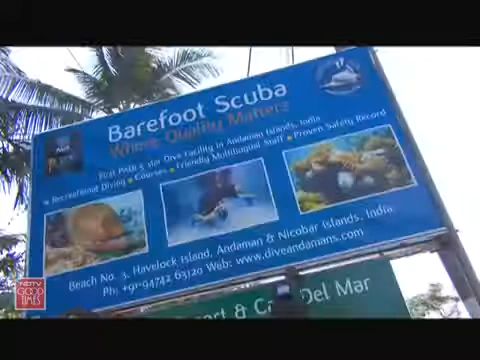 Barefoot Scuba
Where Quality Matters
First PADI 5 star Dive Facility in Andaman Islands, India
Recreational Diving • Courses • Friendly Multilingual Staff • Proven Safety Record
Beach No. 3, Havelock Island, Andaman & Nicobar Islands, India
Ph: +91-94742 63120 Web: www.diveandamans.com
& Del Mar
NDTV
GOOD
TIMES